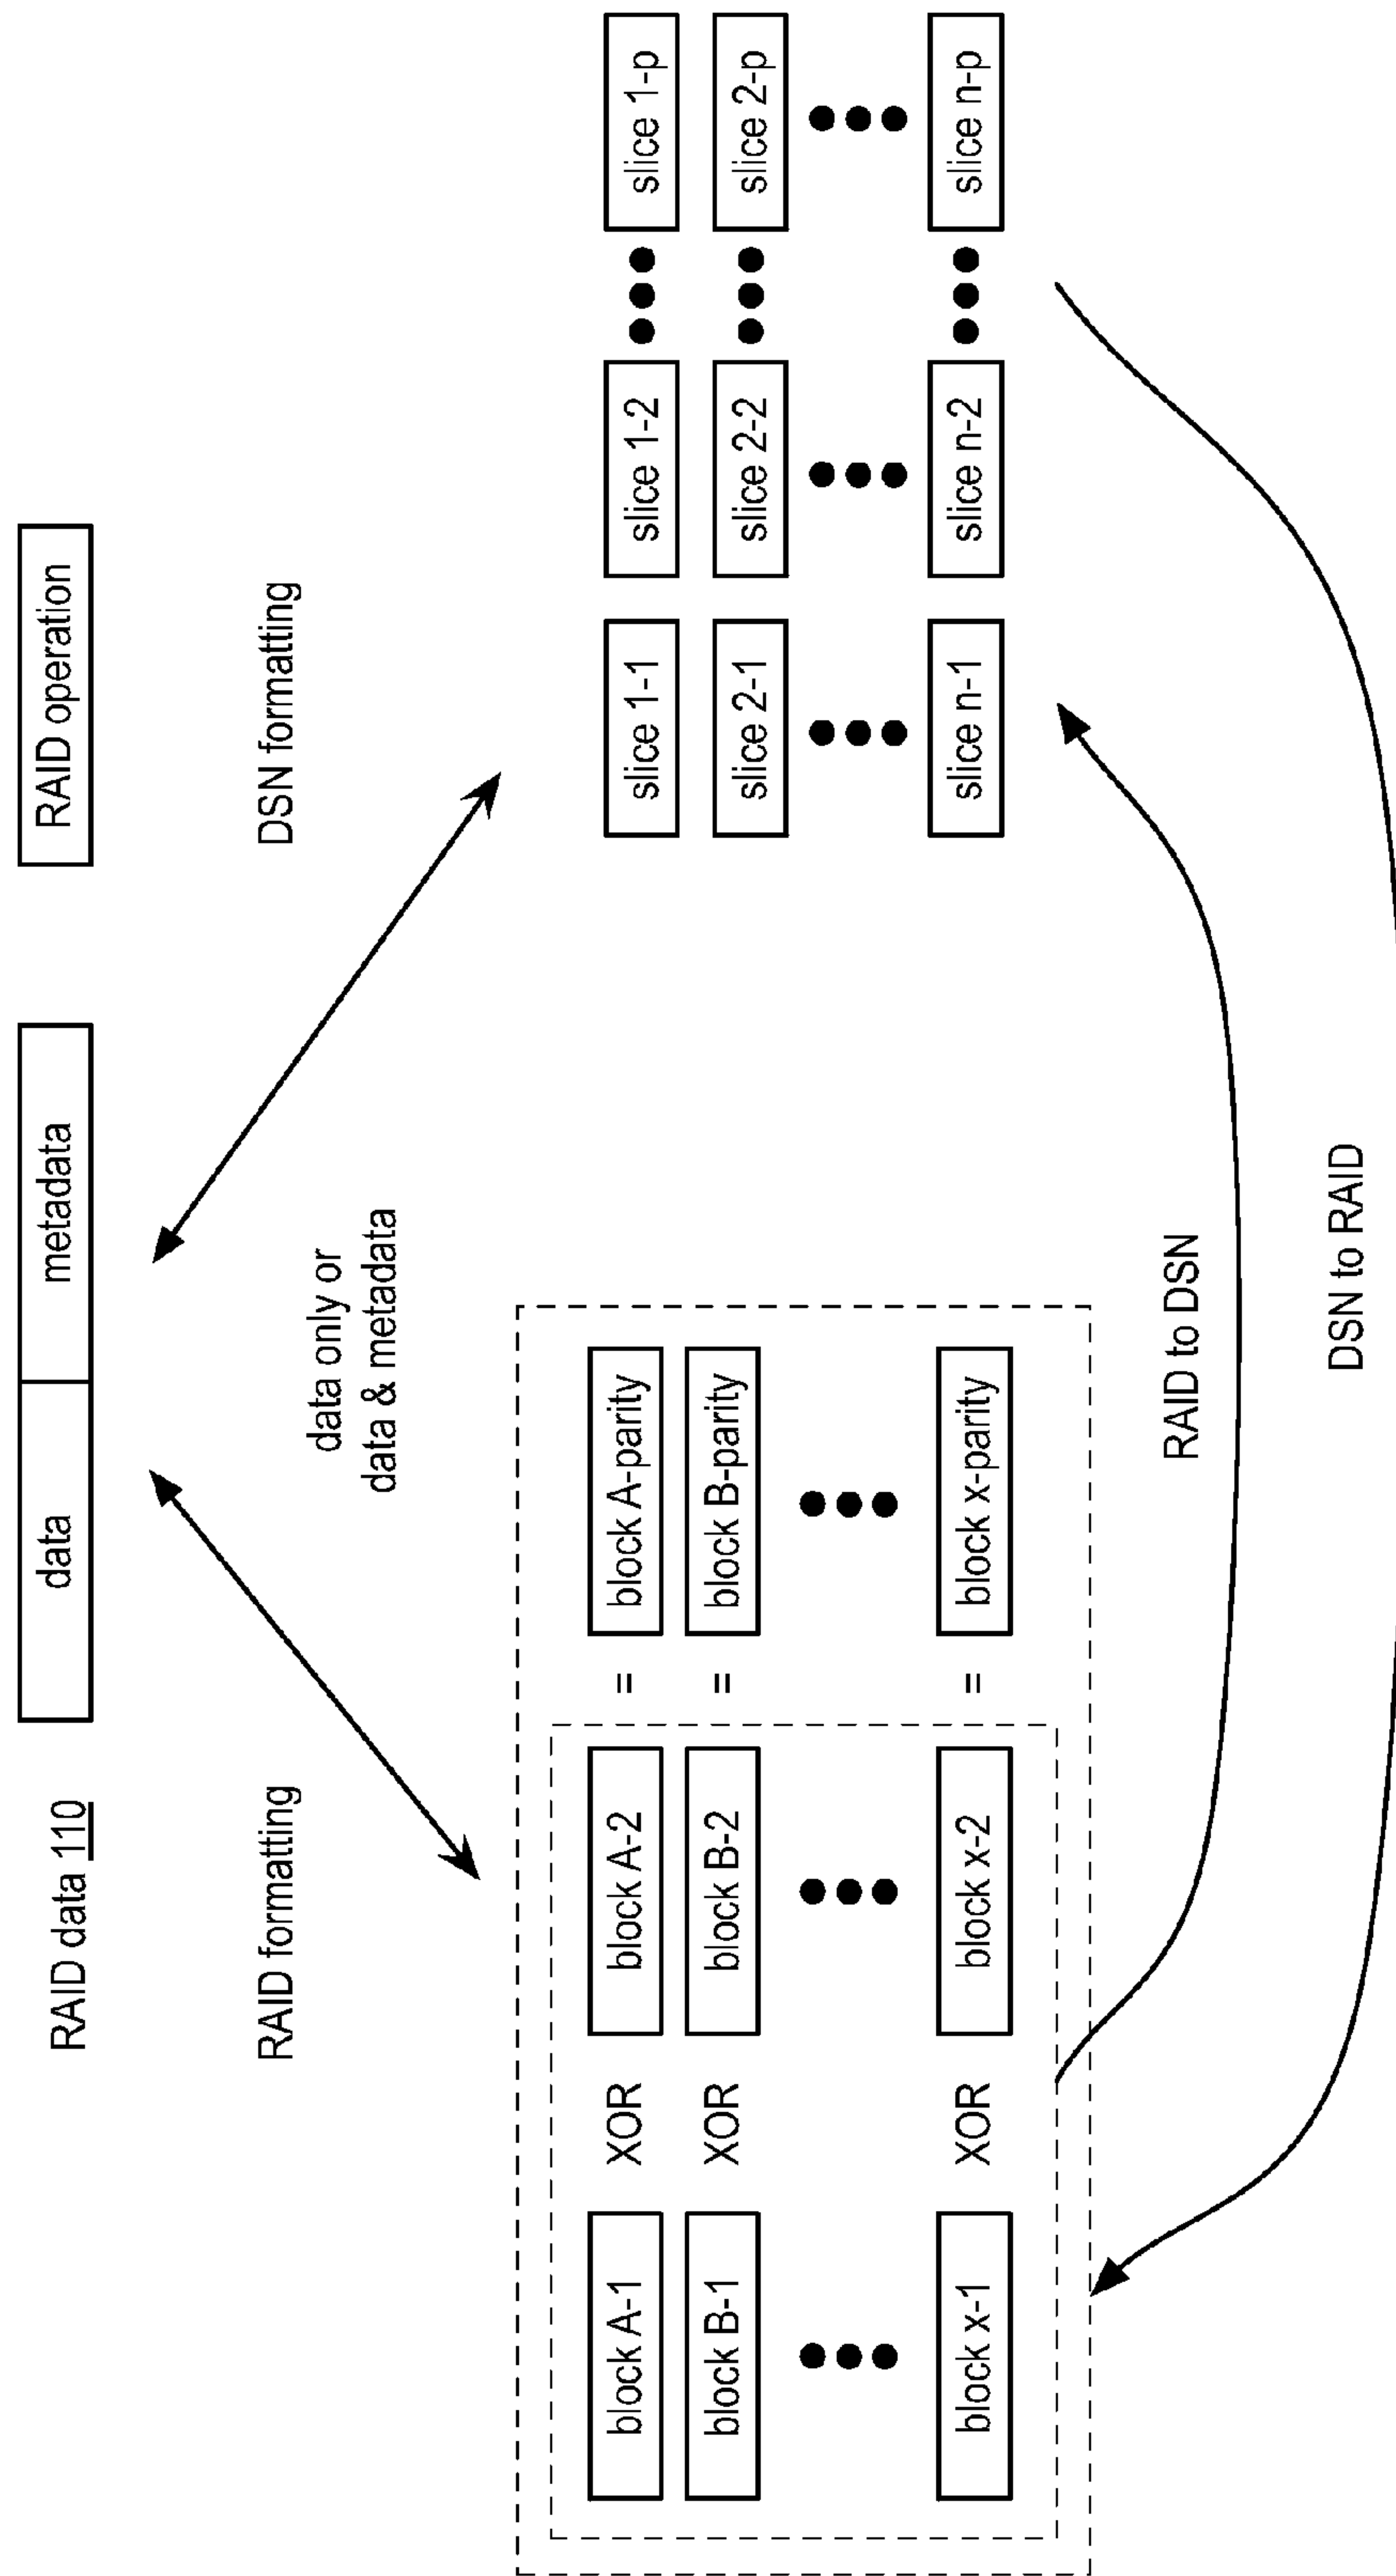 RAID data 110
data
metadata
RAID operation
RAID formatting
DSN formatting
data only or
data & metadata
block A-1 XOR block A-2 = block A-parity
block B-1 XOR block B-2 = block B-parity
block x-1 XOR block x-2 = block x-parity
slice 1-1 slice 1-2 slice 1-p
slice 2-1 slice 2-2 slice 2-p
slice n-1 slice n-2 slice n-p
RAID to DSN
DSN to RAID